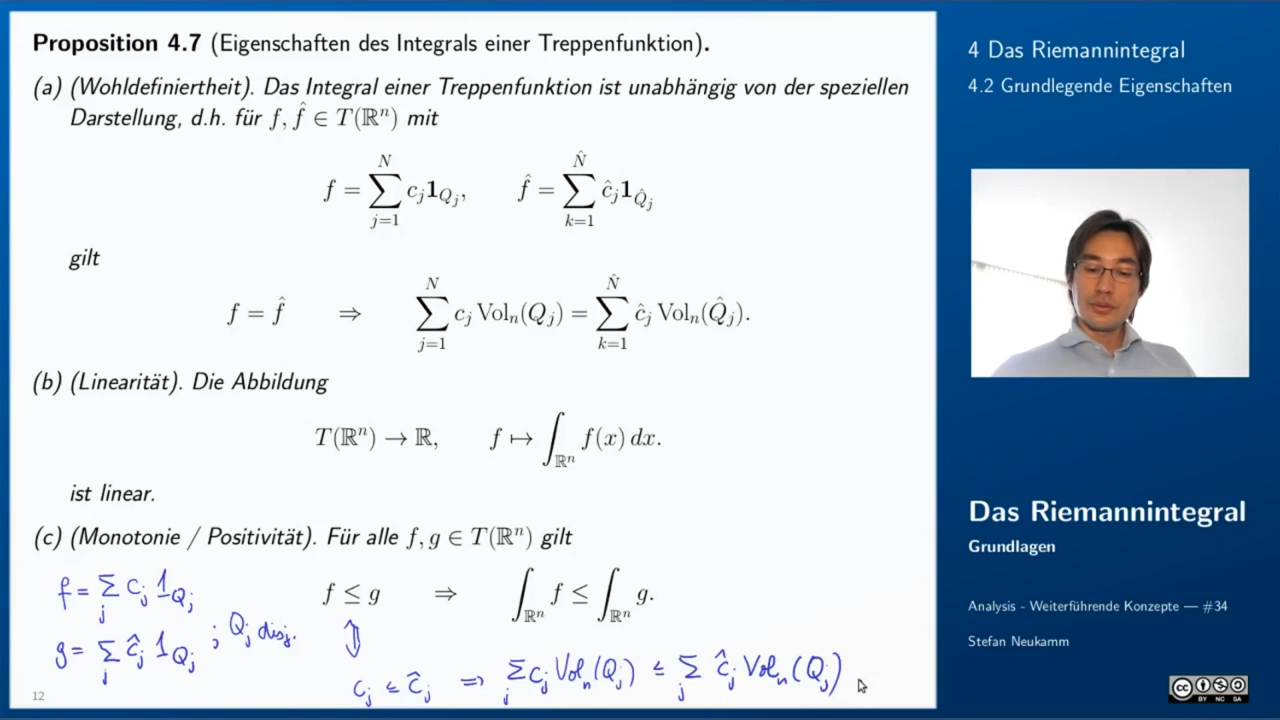 Proposition 4.7 (Eigenschaften des Integrals einer Treppenfunktion).
(a) (Wohldefiniertheit). Das Integral einer Treppenfunktion ist unabhängig von der speziellen
Darstellung, d.h. für f, f̂ ∈ T(ℝⁿ) mit
f = ∑_{j=1}^{N} c_j 𝟏_{Q_j}, f̂ = ∑_{k=1}^{N̂} ĉ_j 𝟏_{Q̂_j}
gilt
f = f̂ ⇒ ∑_{j=1}^{N} c_j Vol_n(Q_j) = ∑_{k=1}^{N̂} ĉ_j Vol_n(Q̂_j).
(b) (Linearität). Die Abbildung
T(ℝⁿ) → ℝ, f ↦ ∫_{ℝⁿ} f(x) dx.
ist linear.
(c) (Monotonie / Positivität). Für alle f, g ∈ T(ℝⁿ) gilt
f ≤ g ⇒ ∫_{ℝⁿ} f ≤ ∫_{ℝⁿ} g.
f = ∑_j c_j 1_{Q_j}
g = ∑_j ĉ_j 1_{Q_j} ; Q_j disj.
⇕
c_j ≤ ĉ_j ⇒ ∑_j c_j Vol_n(Q_j) ≤ ∑_j ĉ_j Vol_n(Q_j)
12
4 Das Riemannintegral
4.2 Grundlegende Eigenschaften
Das Riemannintegral
Grundlagen
Analysis - Weiterführende Konzepte — #34
Stefan Neukamm
cc
BY NC SA